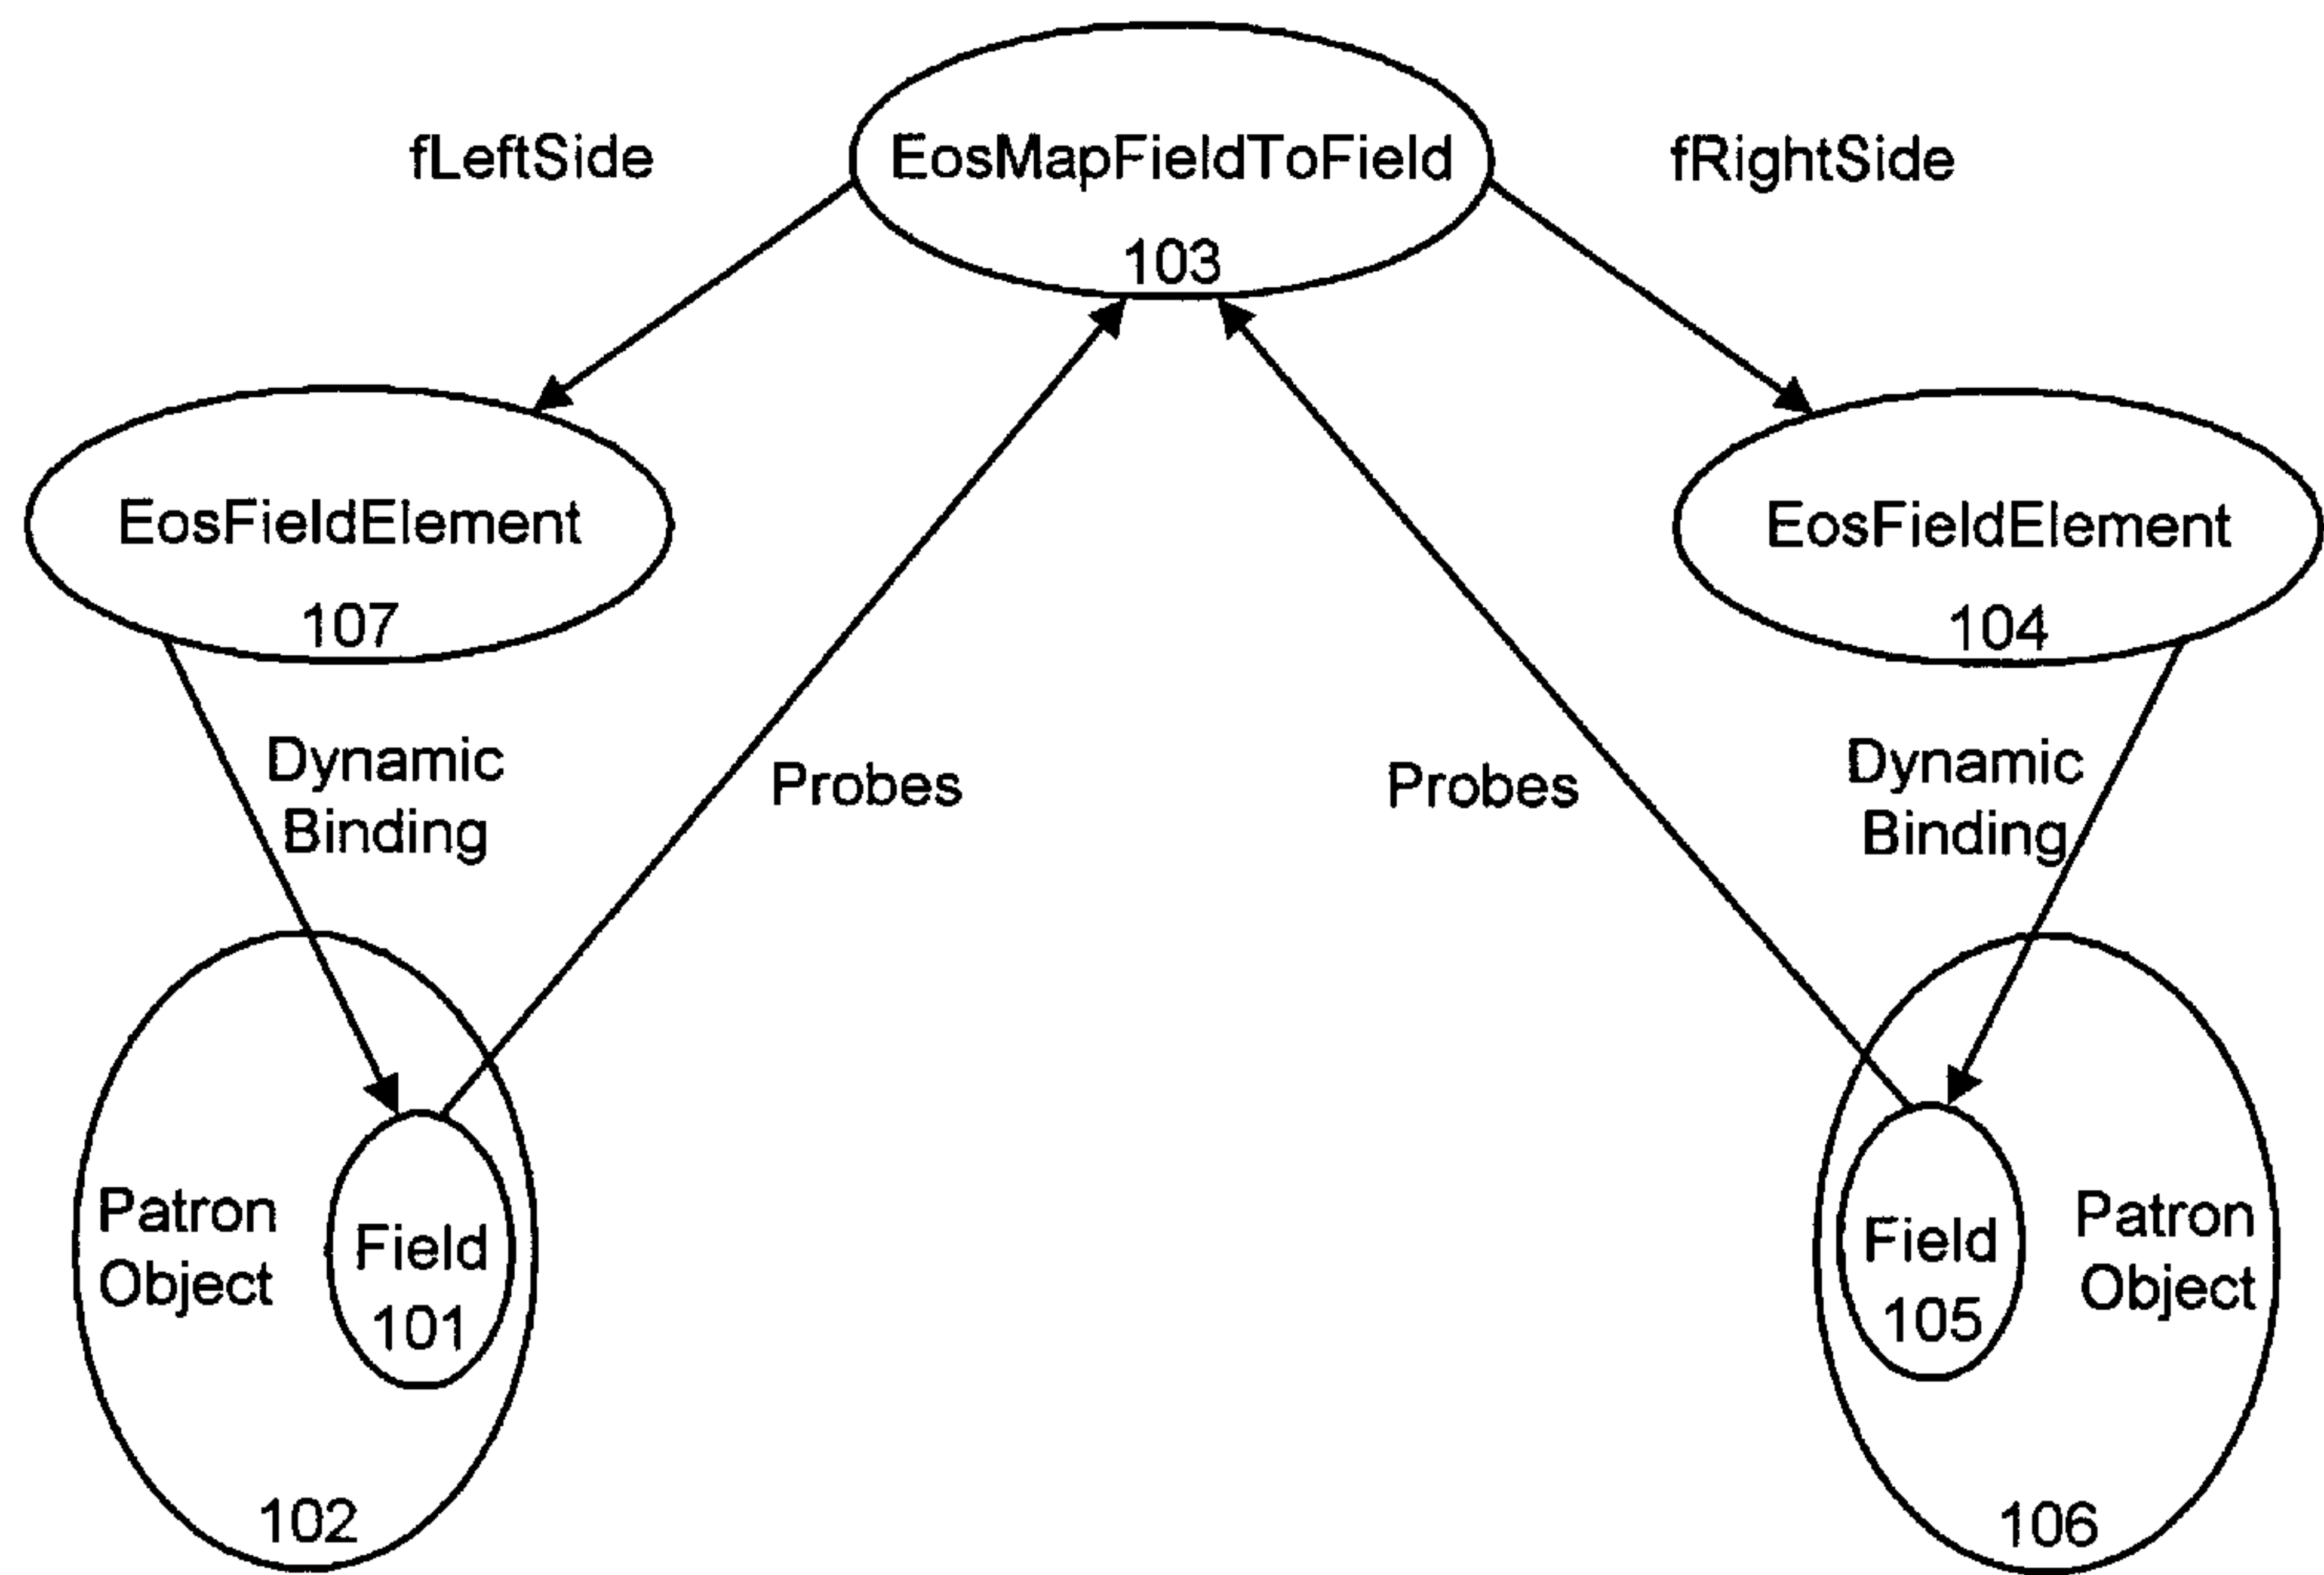 fLeftSide
EosMapFieldToField
103
fRightSide
EosFieldElement
107
EosFieldElement
104
Dynamic
Binding
Probes
Probes
Dynamic
Binding
Patron
Object
Field
101
102
Field
105
Patron
Object
106